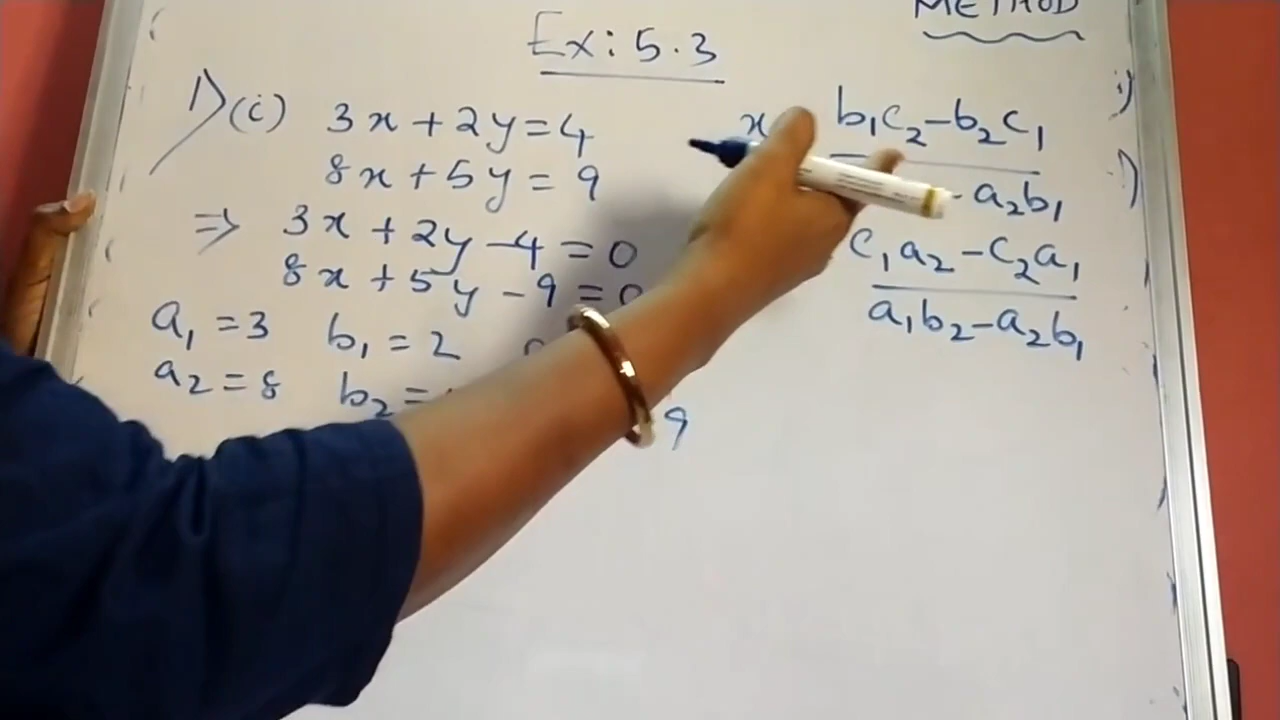 METHOD
Ex: 5.3
1) (i) 3x + 2y = 4
8x + 5y = 9
⇒ 3x + 2y - 4 = 0
8x + 5y - 9 = 0
a₁ = 3 b₁ = 2
a₂ = 8 b₂ =
9
x b₁c₂ - b₂c₁
- a₂b₁
c₁a₂ - c₂a₁
a₁b₂ - a₂b₁
i)